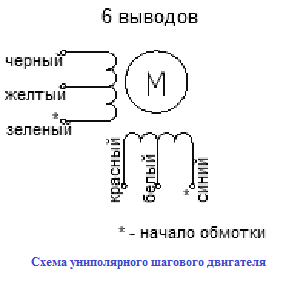 6 выводов
черный
М
желтый
*
зеленый
красный
белый
* синий
* - начало обмотки
Схема униполярного шагового двигателя